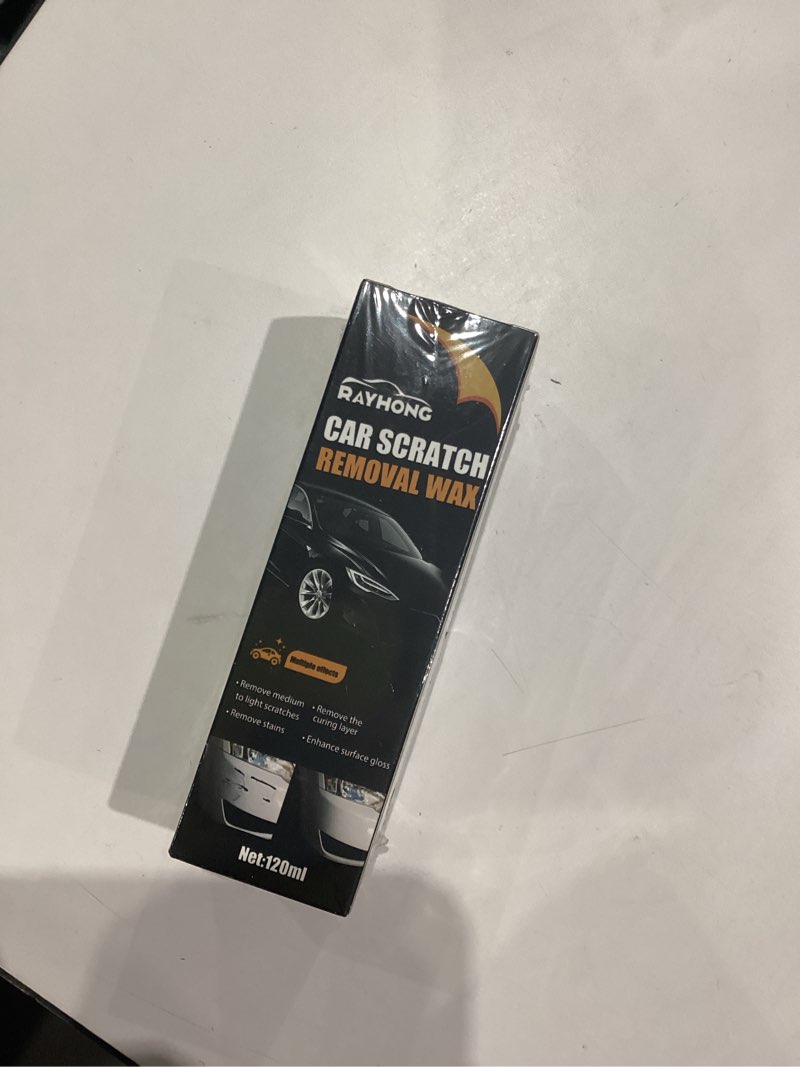 RAYHONG
CAR SCRATCH
REMOVAL WAX
Multiple effects
• Remove medium
to light scratches
• Remove the
curing layer
• Remove stains
• Enhance surface gloss
Net:120ml